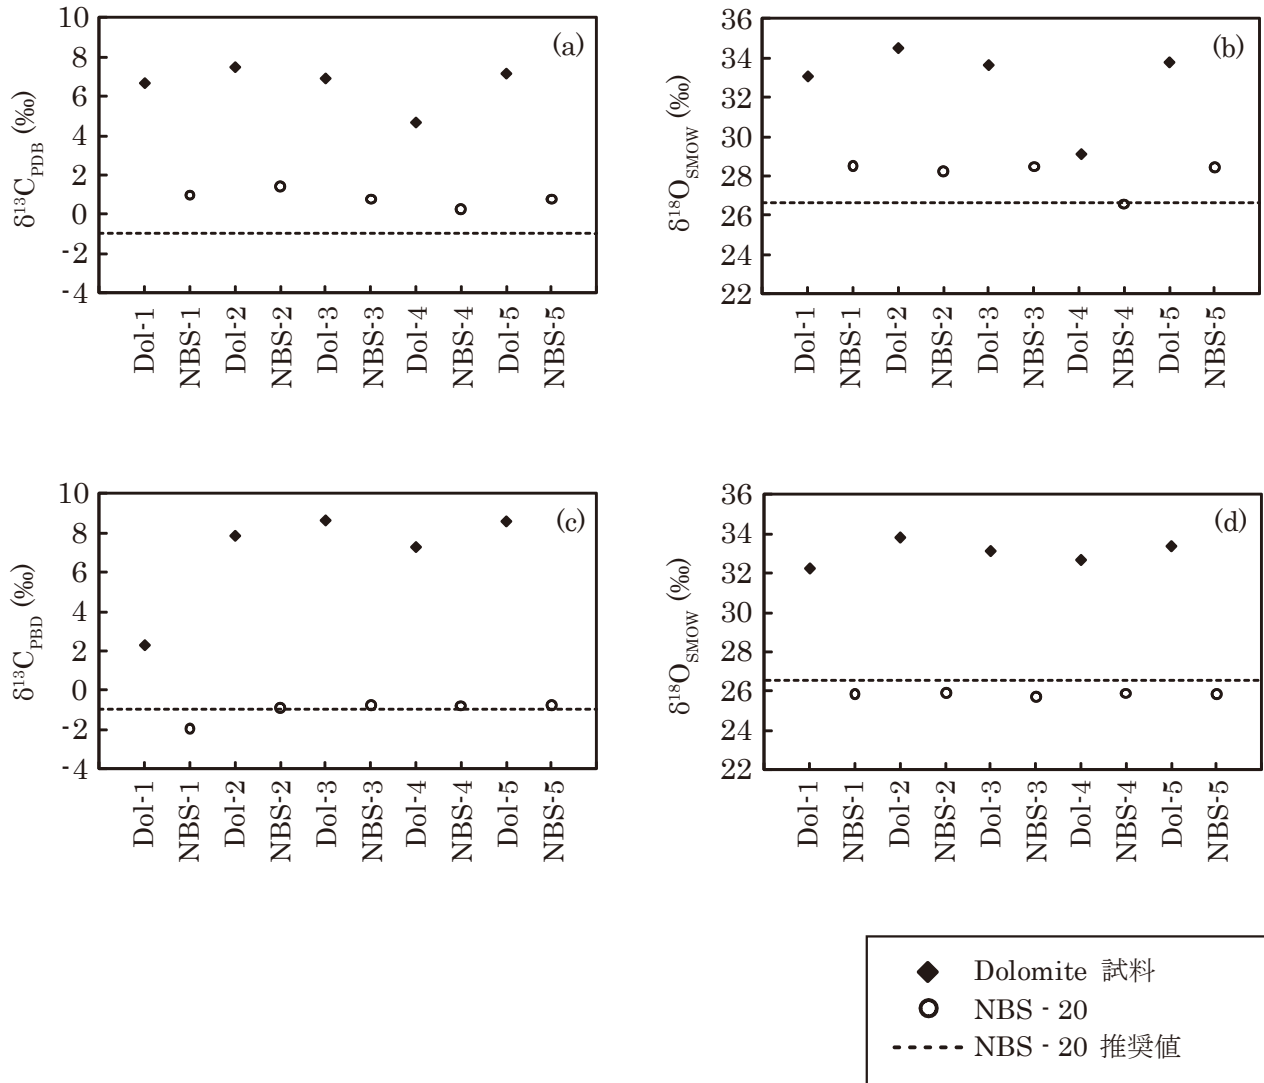 (a)
δ¹³C_PDB (‰)
10
8
6
4
2
0
-2
-4
Dol-1
NBS-1
Dol-2
NBS-2
Dol-3
NBS-3
Dol-4
NBS-4
Dol-5
NBS-5
(b)
δ¹⁸O_SMOW (‰)
36
34
32
30
28
26
24
22
Dol-1
NBS-1
Dol-2
NBS-2
Dol-3
NBS-3
Dol-4
NBS-4
Dol-5
NBS-5
(c)
δ¹³C_PBD (‰)
10
8
6
4
2
0
-2
-4
Dol-1
NBS-1
Dol-2
NBS-2
Dol-3
NBS-3
Dol-4
NBS-4
Dol-5
NBS-5
(d)
δ¹⁸O_SMOW (‰)
36
34
32
30
28
26
24
22
Dol-1
NBS-1
Dol-2
NBS-2
Dol-3
NBS-3
Dol-4
NBS-4
Dol-5
NBS-5
Dolomite 試料
NBS - 20
NBS - 20 推奨値